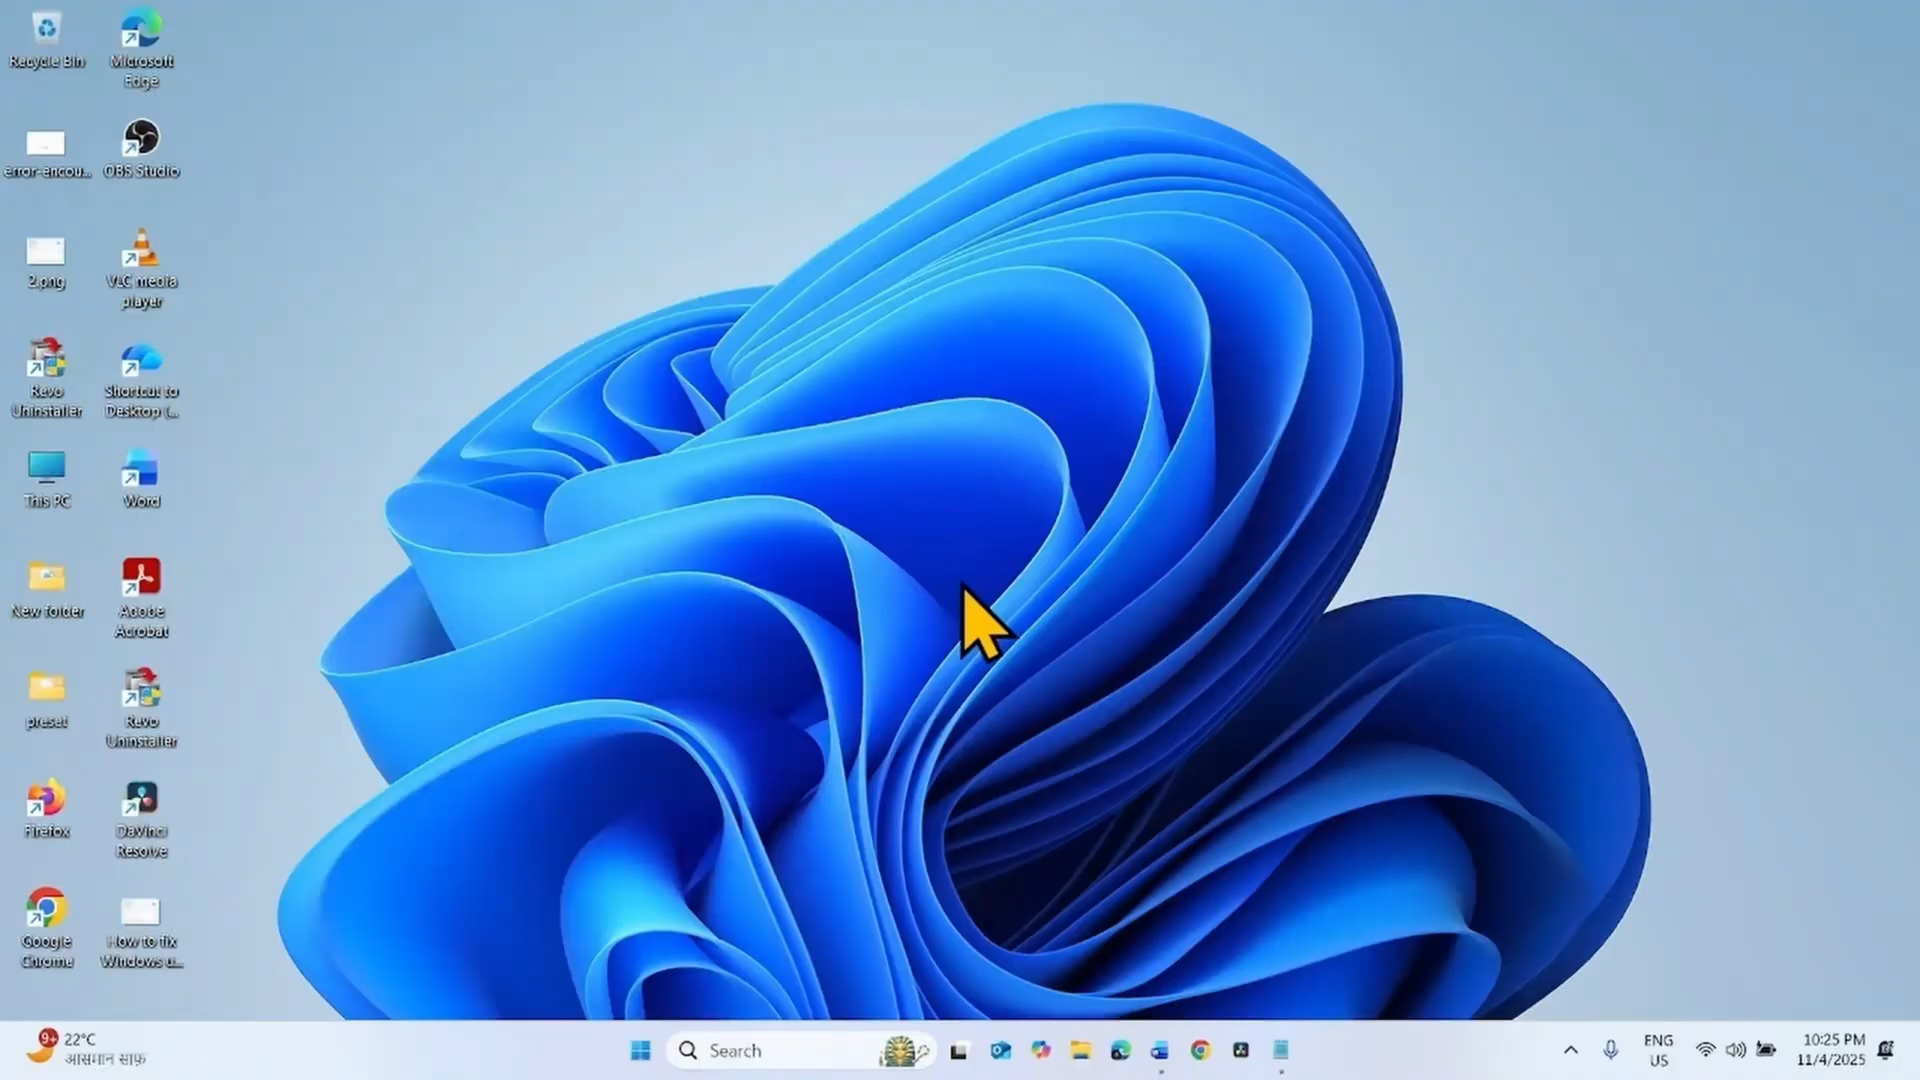 Recycle Bin
Microsoft
Edge
error-encou...
OBS Studio
2.png
VLC media
player
Revo
Uninstaller
Shortcut to
Desktop (...
This PC
Word
New folder
Adobe
Acrobat
preset
Revo
Uninstaller
Firefox
DaVinci
Resolve
Google
Chrome
How to fix
Windows u...
9+
22°C
आसमान साफ़
Search
ENG
US
10:25 PM
11/4/2025